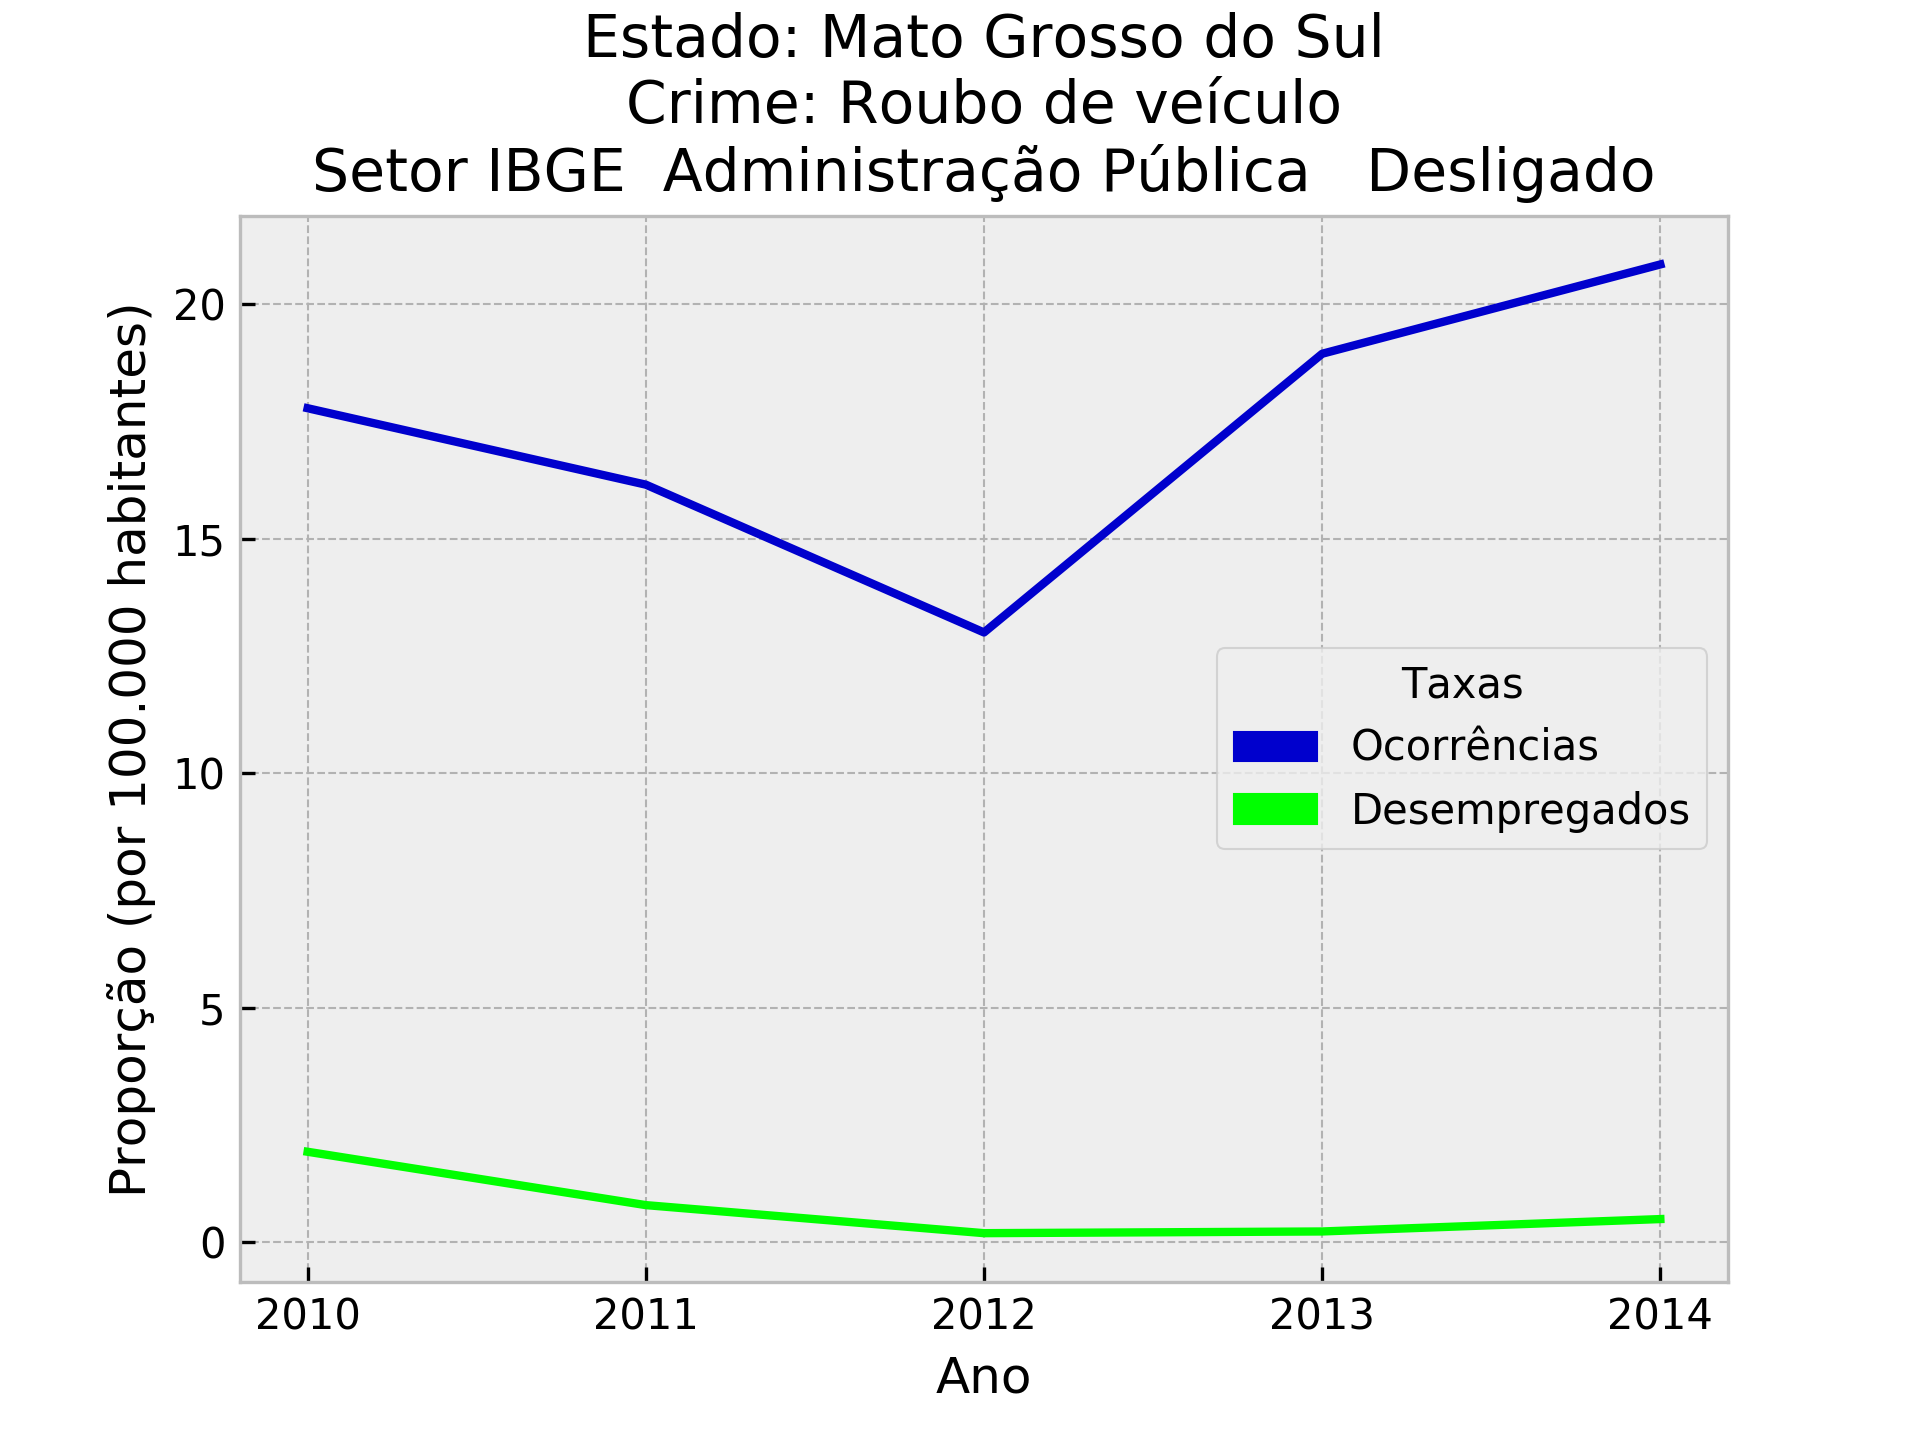 Estado: Mato Grosso do Sul
Crime: Roubo de veículo
Setor IBGE  Administração Pública   Desligado
Proporção (por 100.000 habitantes)
20
15
10
5
0
Taxas
Ocorrências
Desempregados
2010 2011 2012 2013 2014
Ano